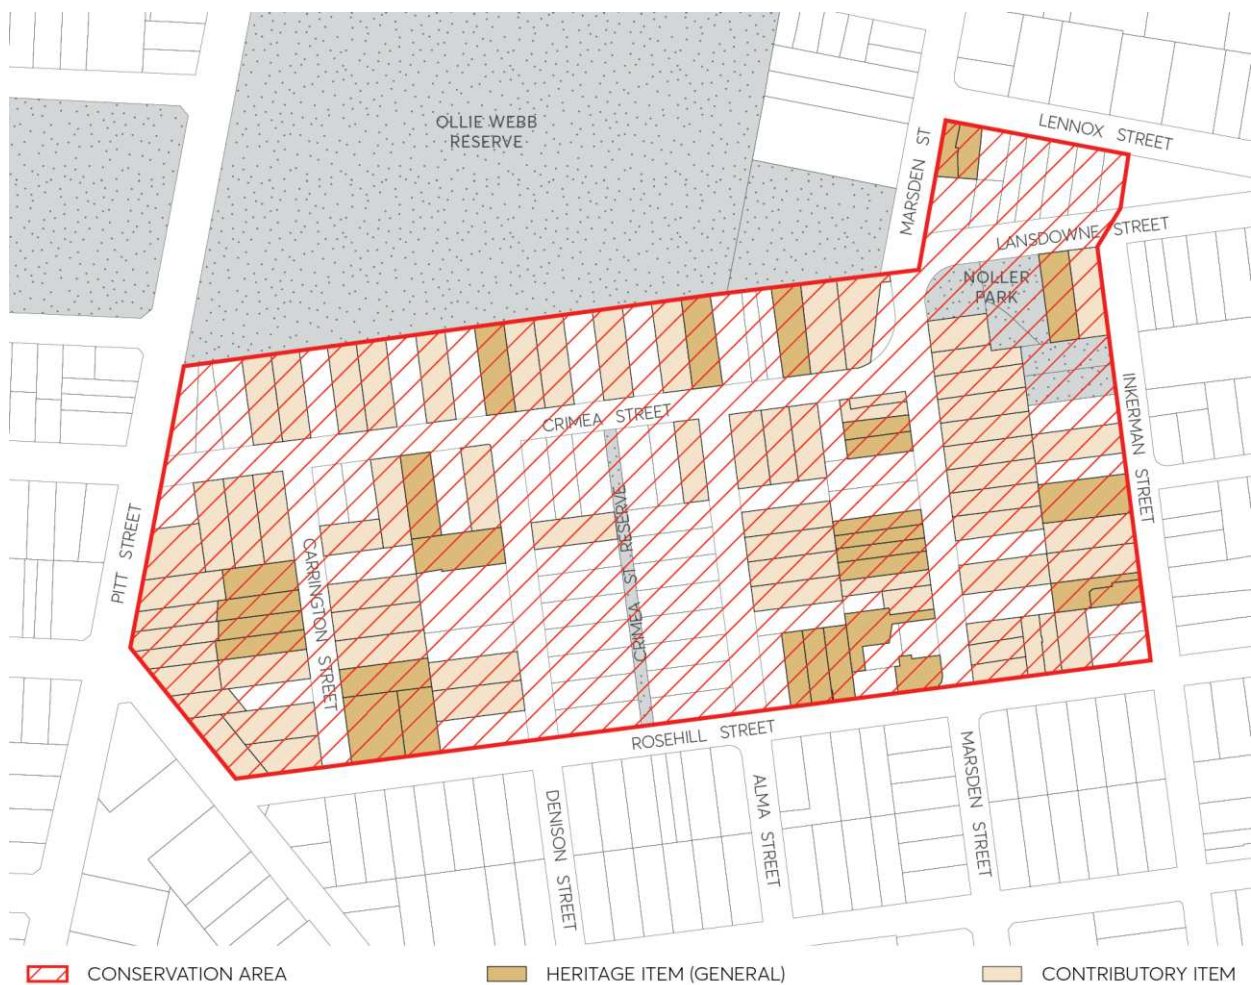 OLLIE WEBB
RESERVE
LENNOX STREET
MARSDEN ST
LANSDOWNE STREET
NOLLER
PARK
CRIMEA STREET
INKERMAN STREET
CRIMEA ST RESERVE
PITT STREET
CARRINGTON STREET
ROSEHILL STREET
DENISON STREET
ALMA STREET
MARSDEN STREET
CONSERVATION AREA
HERITAGE ITEM (GENERAL)
CONTRIBUTORY ITEM